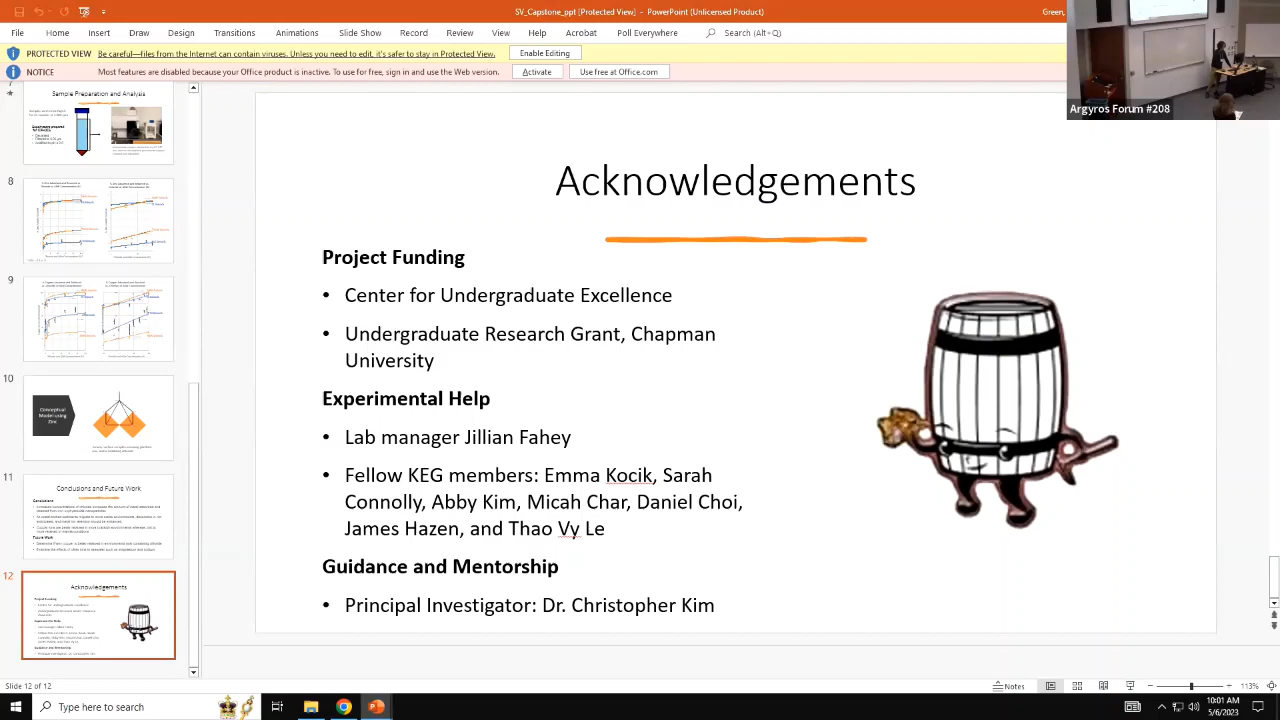 SV_Capstone_pp [Protected View] - PowerPoint (Unlicensed Product)
Green,
File Home Insert Draw Design Transitions Animations Slide Show Record Review View Help Acrobat Poll Everywhere Search (Alt+Q)
PROTECTED VIEW Be careful—files from the Internet can contain viruses. Unless you need to edit, it's safer to stay in Protected View. Enable Editing
NOTICE Most features are disabled because your Office product is inactive. To use for free, sign in and use the Web version. Activate Use free at Office.com
Argyros Forum #208
7
Sample Preparation and Analysis
8
9
10
Conceptual
Model using
Zinc
11
Conclusions and Future Work
Conclusions
Future Work
12
Acknowledgements
Acknowledgements
Project Funding
• Center for Undergraduate Excellence
• Undergraduate Research Grant, Chapman
University
Experimental Help
• Lab manager Jillian Fahey
• Fellow KEG members: Emma Kocik, Sarah
Connolly, Abby Kim, Micah Char, Daniel Choi,
James Hazen, and Thao Vy Le
Guidance and Mentorship
• Principal Investigator: Dr. Christopher Kim
Slide 12 of 12
Notes
113%
Type here to search
10:01 AM
5/6/2023